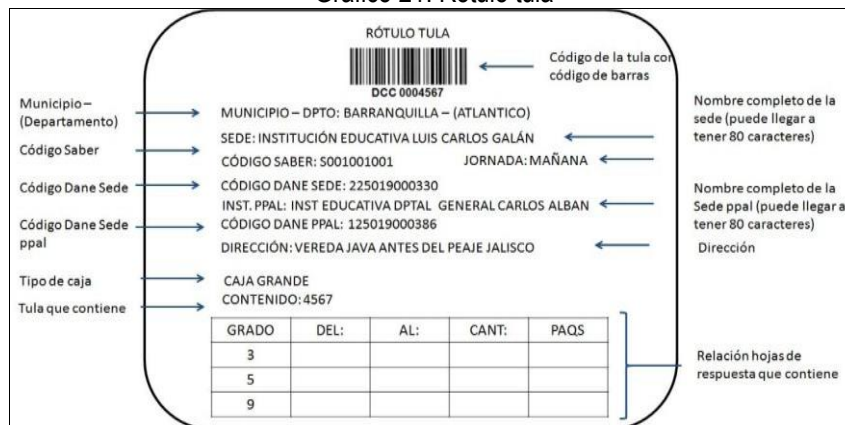 RÓTULO TULA
DCC 0004567
Código de la tula con
código de barras
Municipio –
(Departamento)
MUNICIPIO – DPTO: BARRANQUILLA – (ATLANTICO)
Nombre completo de la
sede (puede llegar a
tener 80 caracteres)
SEDE: INSTITUCIÓN EDUCATIVA LUIS CARLOS GALÁN
Código Saber
CÓDIGO SABER: S001001001 JORNADA: MAÑANA
Código Dane Sede
CÓDIGO DANE SEDE: 225019000330
INST. PPAL: INST EDUCATIVA DPTAL GENERAL CARLOS ALBAN
Nombre completo de la
Sede ppal (puede llegar a
tener 80 caracteres)
Código Dane Sede
ppal
CÓDIGO DANE PPAL: 125019000386
DIRECCIÓN: VEREDA JAVA ANTES DEL PEAJE JALISCO
Dirección
Tipo de caja
CAJA GRANDE
Tula que contiene
CONTENIDO: 4567
GRADO DEL: AL: CANT: PAQS
3
5
9
Relación hojas de
respuesta que contiene